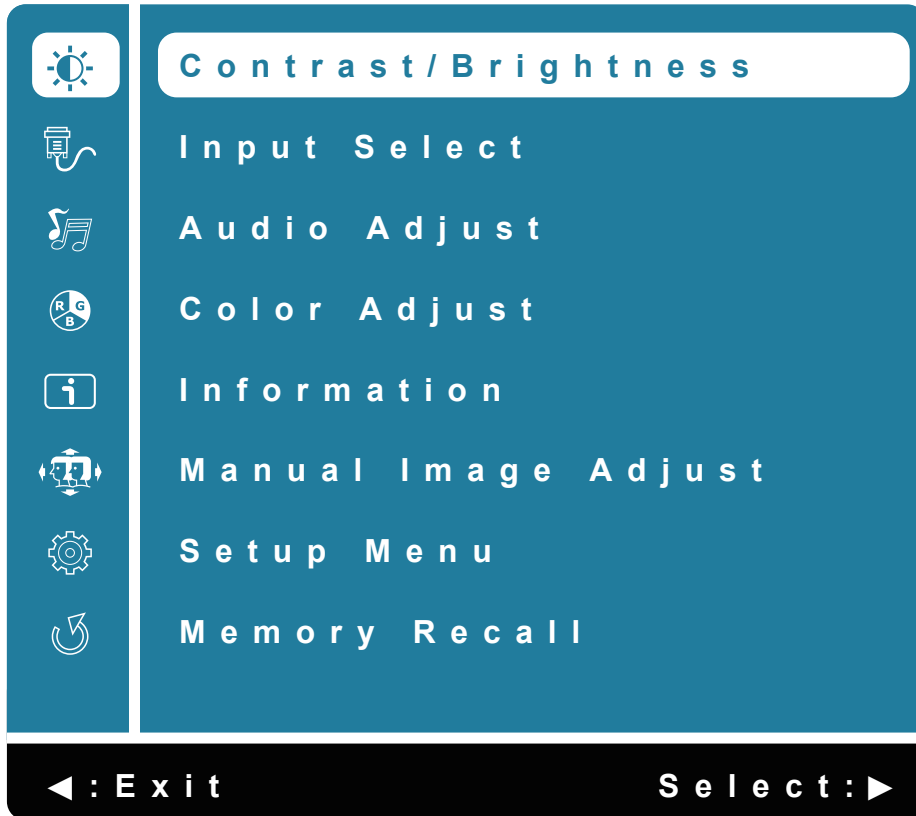 Contrast/Brightness
Input Select
Audio Adjust
R G
B
Color Adjust
i
Information
Manual Image Adjust
Setup Menu
Memory Recall
◀:Exit Select:▶